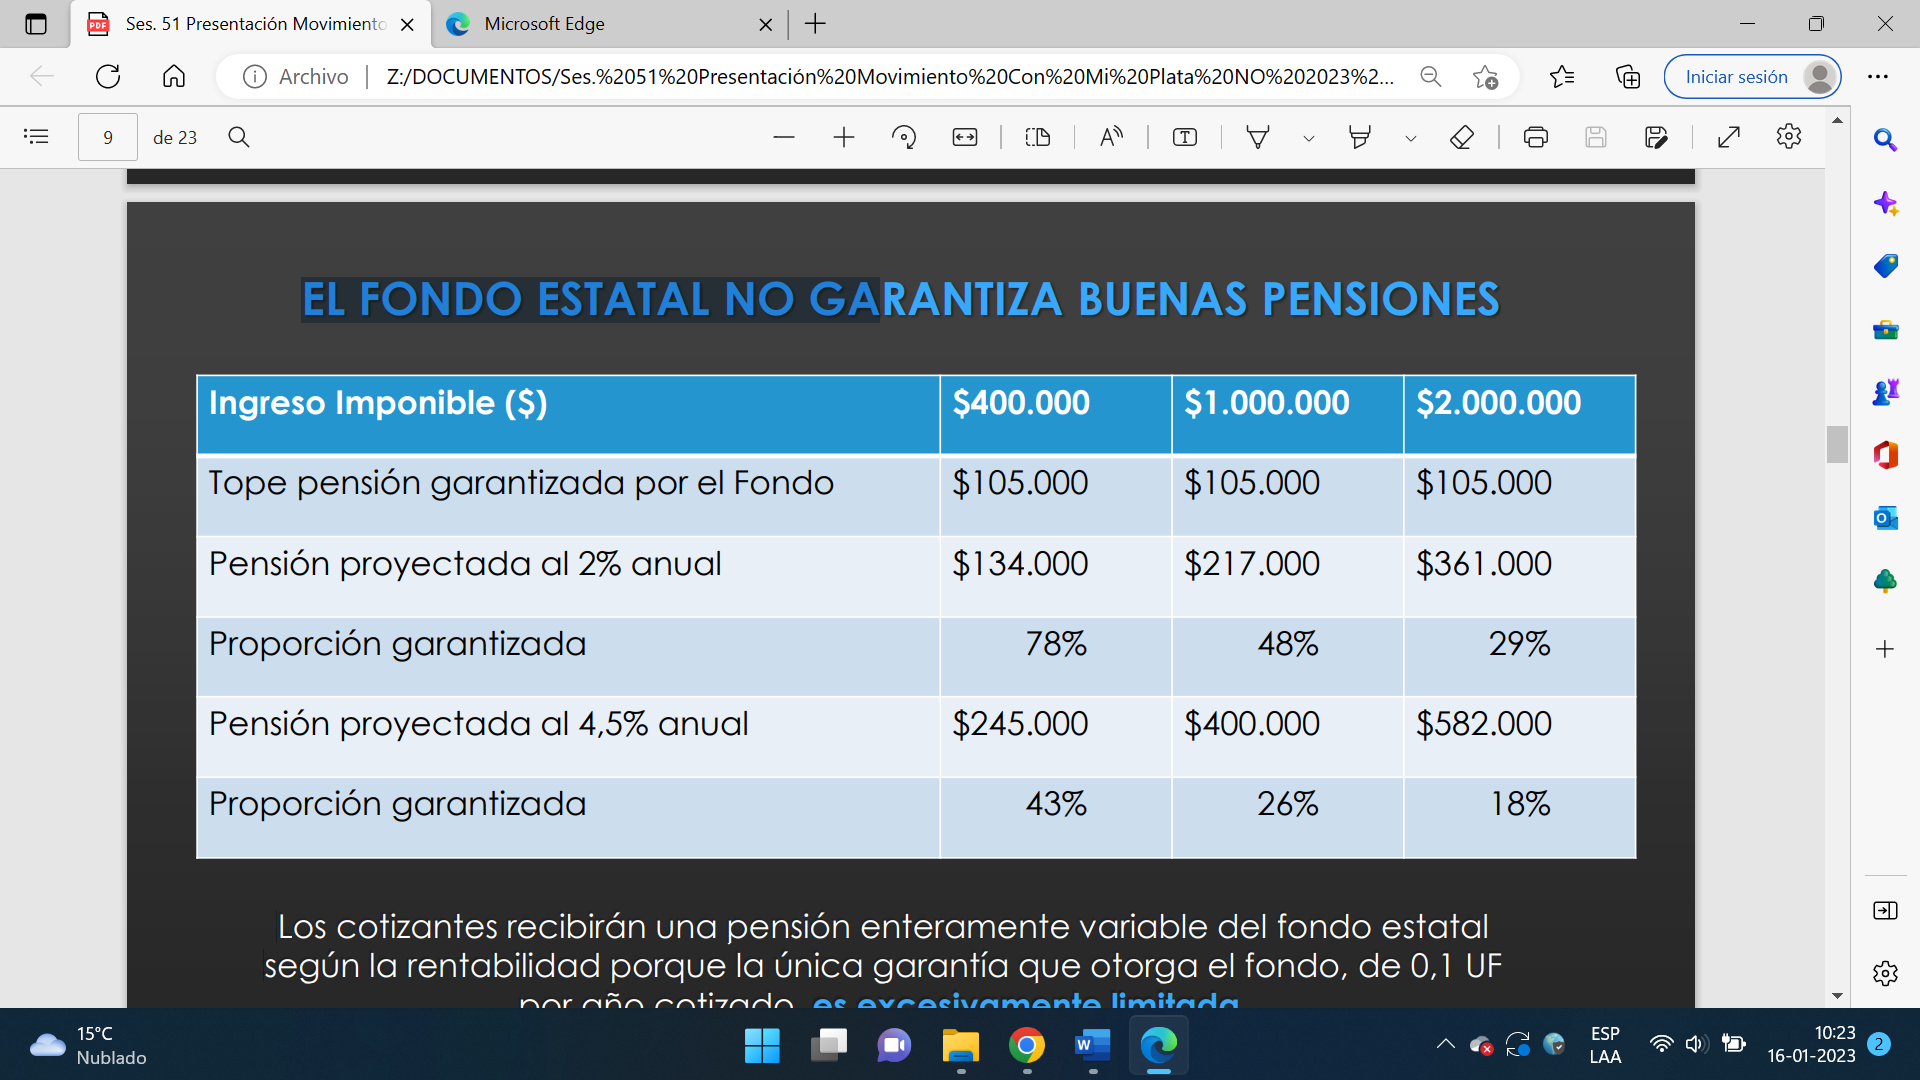 Ses. 51 Presentación Movimiento
Microsoft Edge
Archivo
Z:/DOCUMENTOS/Ses.%2051%20Presentación%20Movimiento%20Con%20Mi%20Plata%20NO%202023%2...
Iniciar sesión
9 de 23
EL FONDO ESTATAL NO GARANTIZA BUENAS PENSIONES
Ingreso Imponible ($) $400.000 $1.000.000 $2.000.000
Tope pensión garantizada por el Fondo $105.000 $105.000 $105.000
Pensión proyectada al 2% anual $134.000 $217.000 $361.000
Proporción garantizada 78% 48% 29%
Pensión proyectada al 4,5% anual $245.000 $400.000 $582.000
Proporción garantizada 43% 26% 18%
Los cotizantes recibirán una pensión enteramente variable del fondo estatal
según la rentabilidad porque la única garantía que otorga el fondo, de 0,1 UF
por año cotizado, es excesivamente limitada
15°C
Nublado
ESP
LAA
10:23
16-01-2023
2